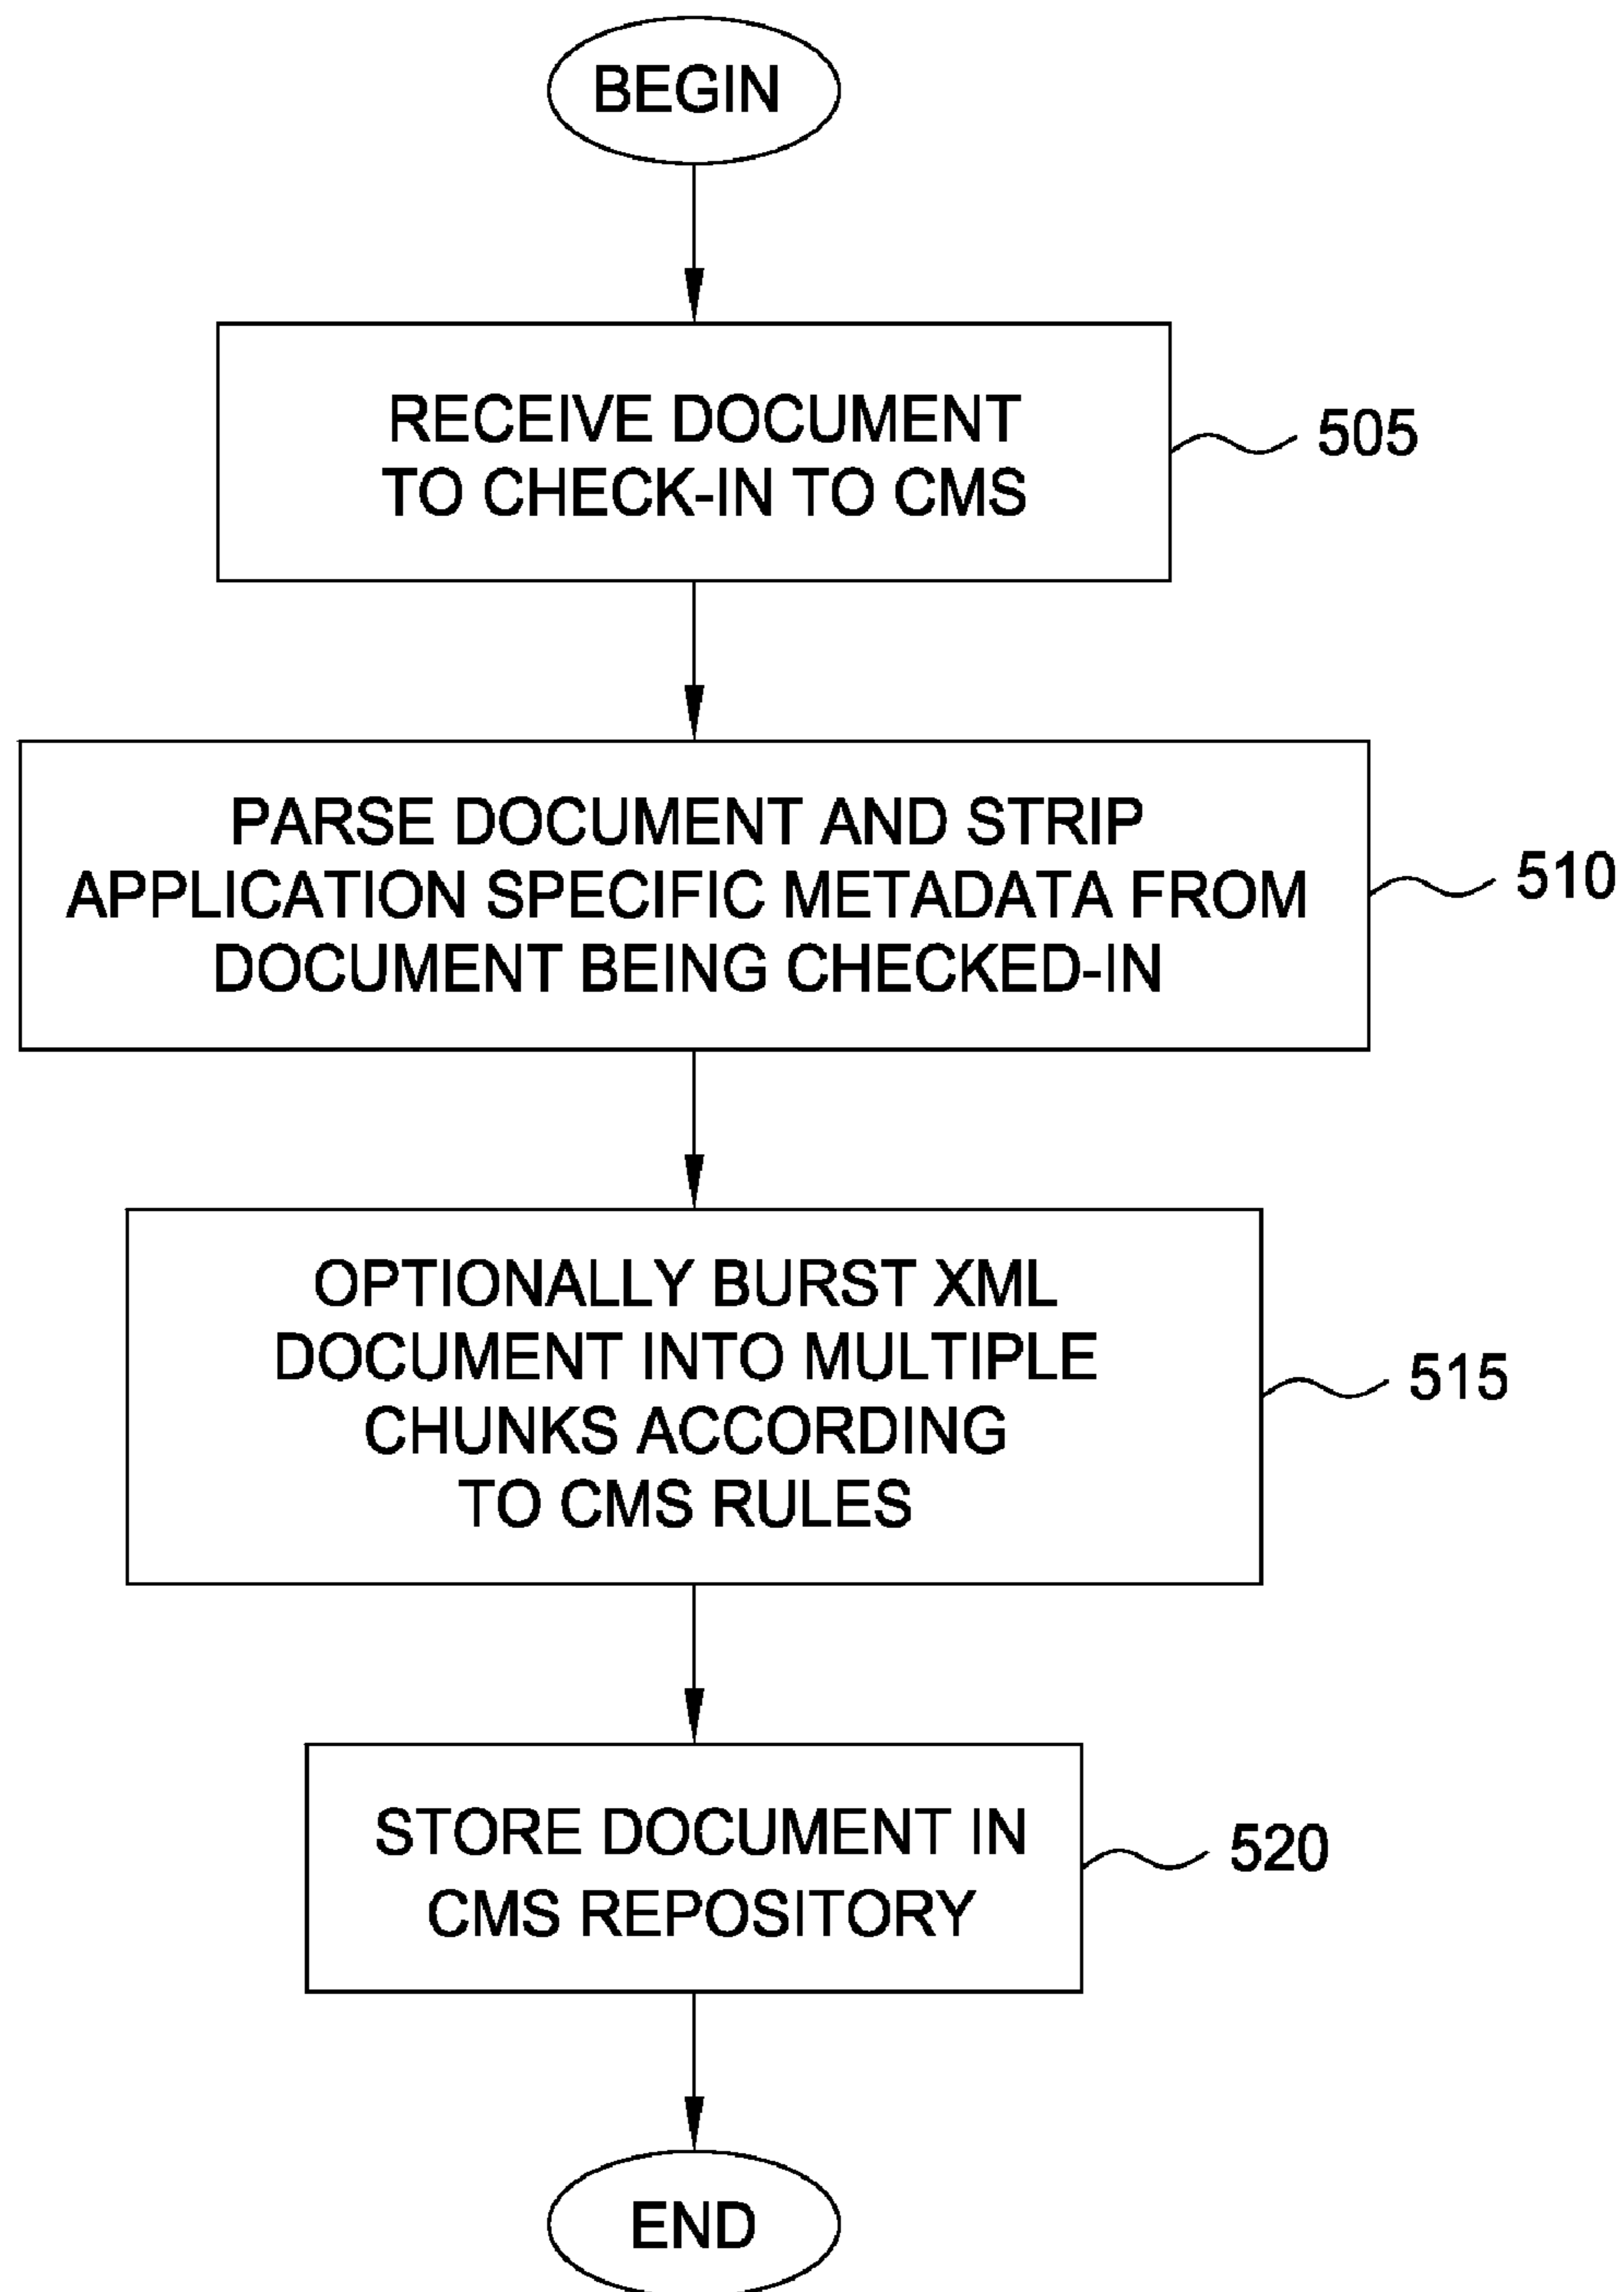 BEGIN
RECEIVE DOCUMENT
TO CHECK-IN TO CMS
505
PARSE DOCUMENT AND STRIP
APPLICATION SPECIFIC METADATA FROM
DOCUMENT BEING CHECKED-IN
510
OPTIONALLY BURST XML
DOCUMENT INTO MULTIPLE
CHUNKS ACCORDING
TO CMS RULES
515
STORE DOCUMENT IN
CMS REPOSITORY
520
END